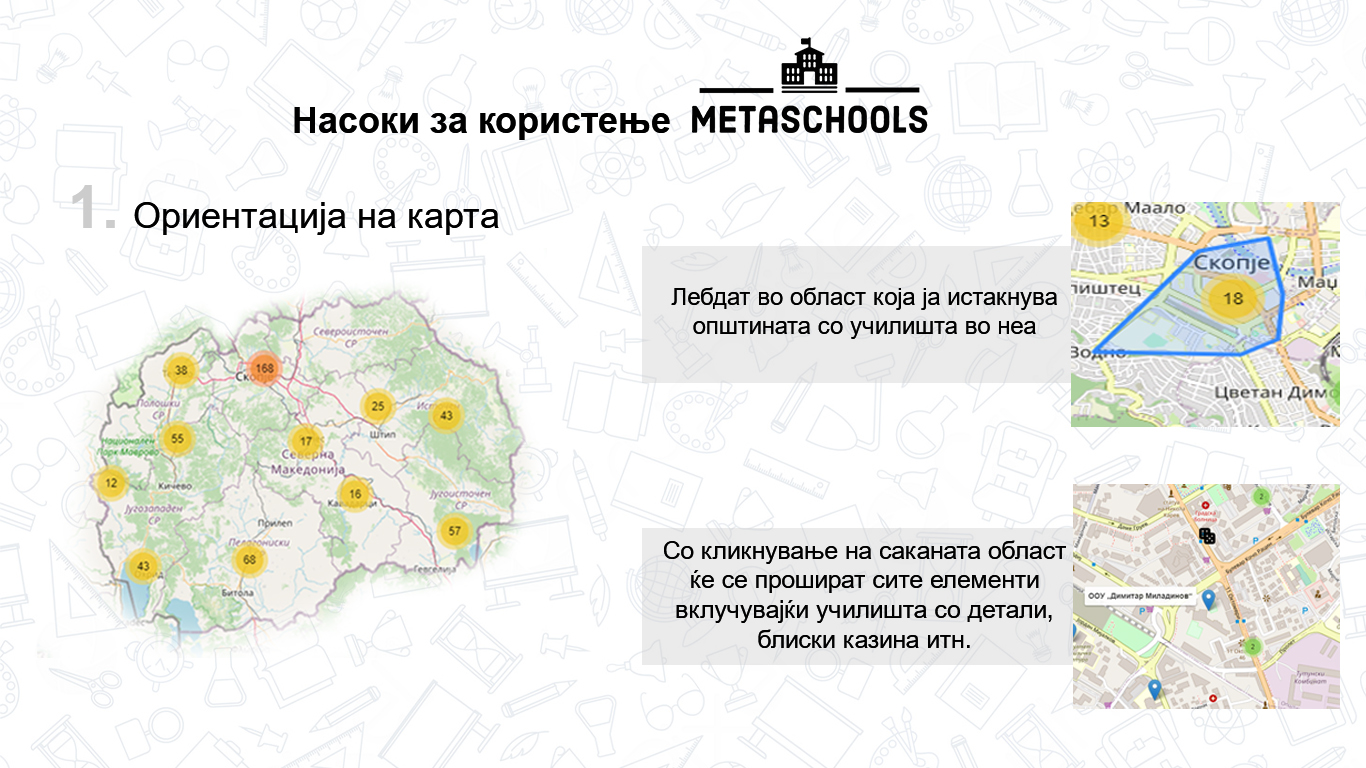 Насоки за користење METASCHOOLS
1. Ориентација на карта
Североисточен
СР
38
168
Полошки
СР
25
43
Штип
55
17
Национален
Парк Маврово
Северна
Македонија
12
Кичево
16
Југозападен
СР
Југоисточен
СР
Прилеп
57
Пелагониски
43
68
Гевгелија
Битола
Лебдат во област која ја истакнува
општината со училишта во неа
13
Маало
Скопје
18
Водно
Цветан Димо
Со кликнување на саканата област
ќе се прошират сите елементи
вклучувајќи училишта со детали,
блиски казина итн.
2
Градска
болница
ООУ „Димитар Миладинов"
2
Тутунски
Комбинат